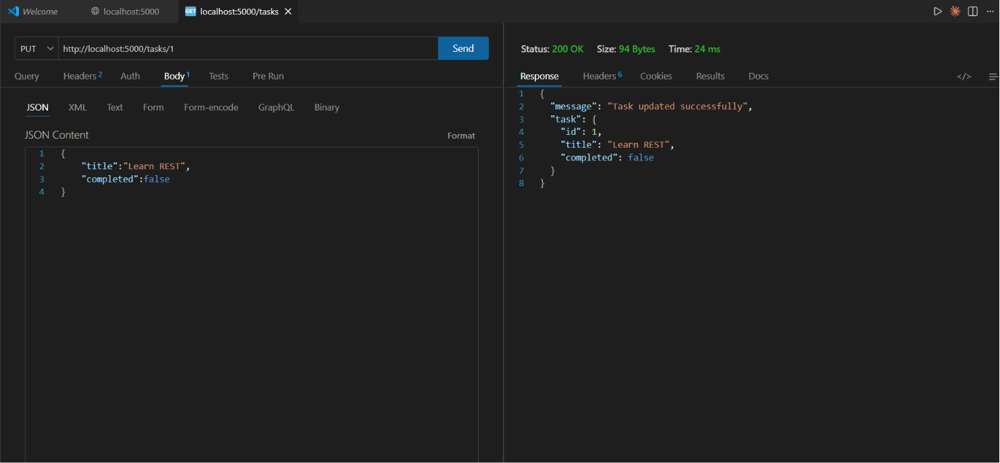 Welcome
localhost:5000
GET localhost:5000/tasks
PUT http://localhost:5000/tasks/1 Send
Query Headers 2 Auth Body 1 Tests Pre Run
JSON XML Text Form Form-encode GraphQL Binary
JSON Content Format
1 {
2 "title":"Learn REST",
3 "completed":false
4 }
Status: 200 OK Size: 94 Bytes Time: 24 ms
Response Headers 6 Cookies Results Docs </>
1 {
2 "message": "Task updated successfully",
3 "task": {
4 "id": 1,
5 "title": "Learn REST",
6 "completed": false
7 }
8 }